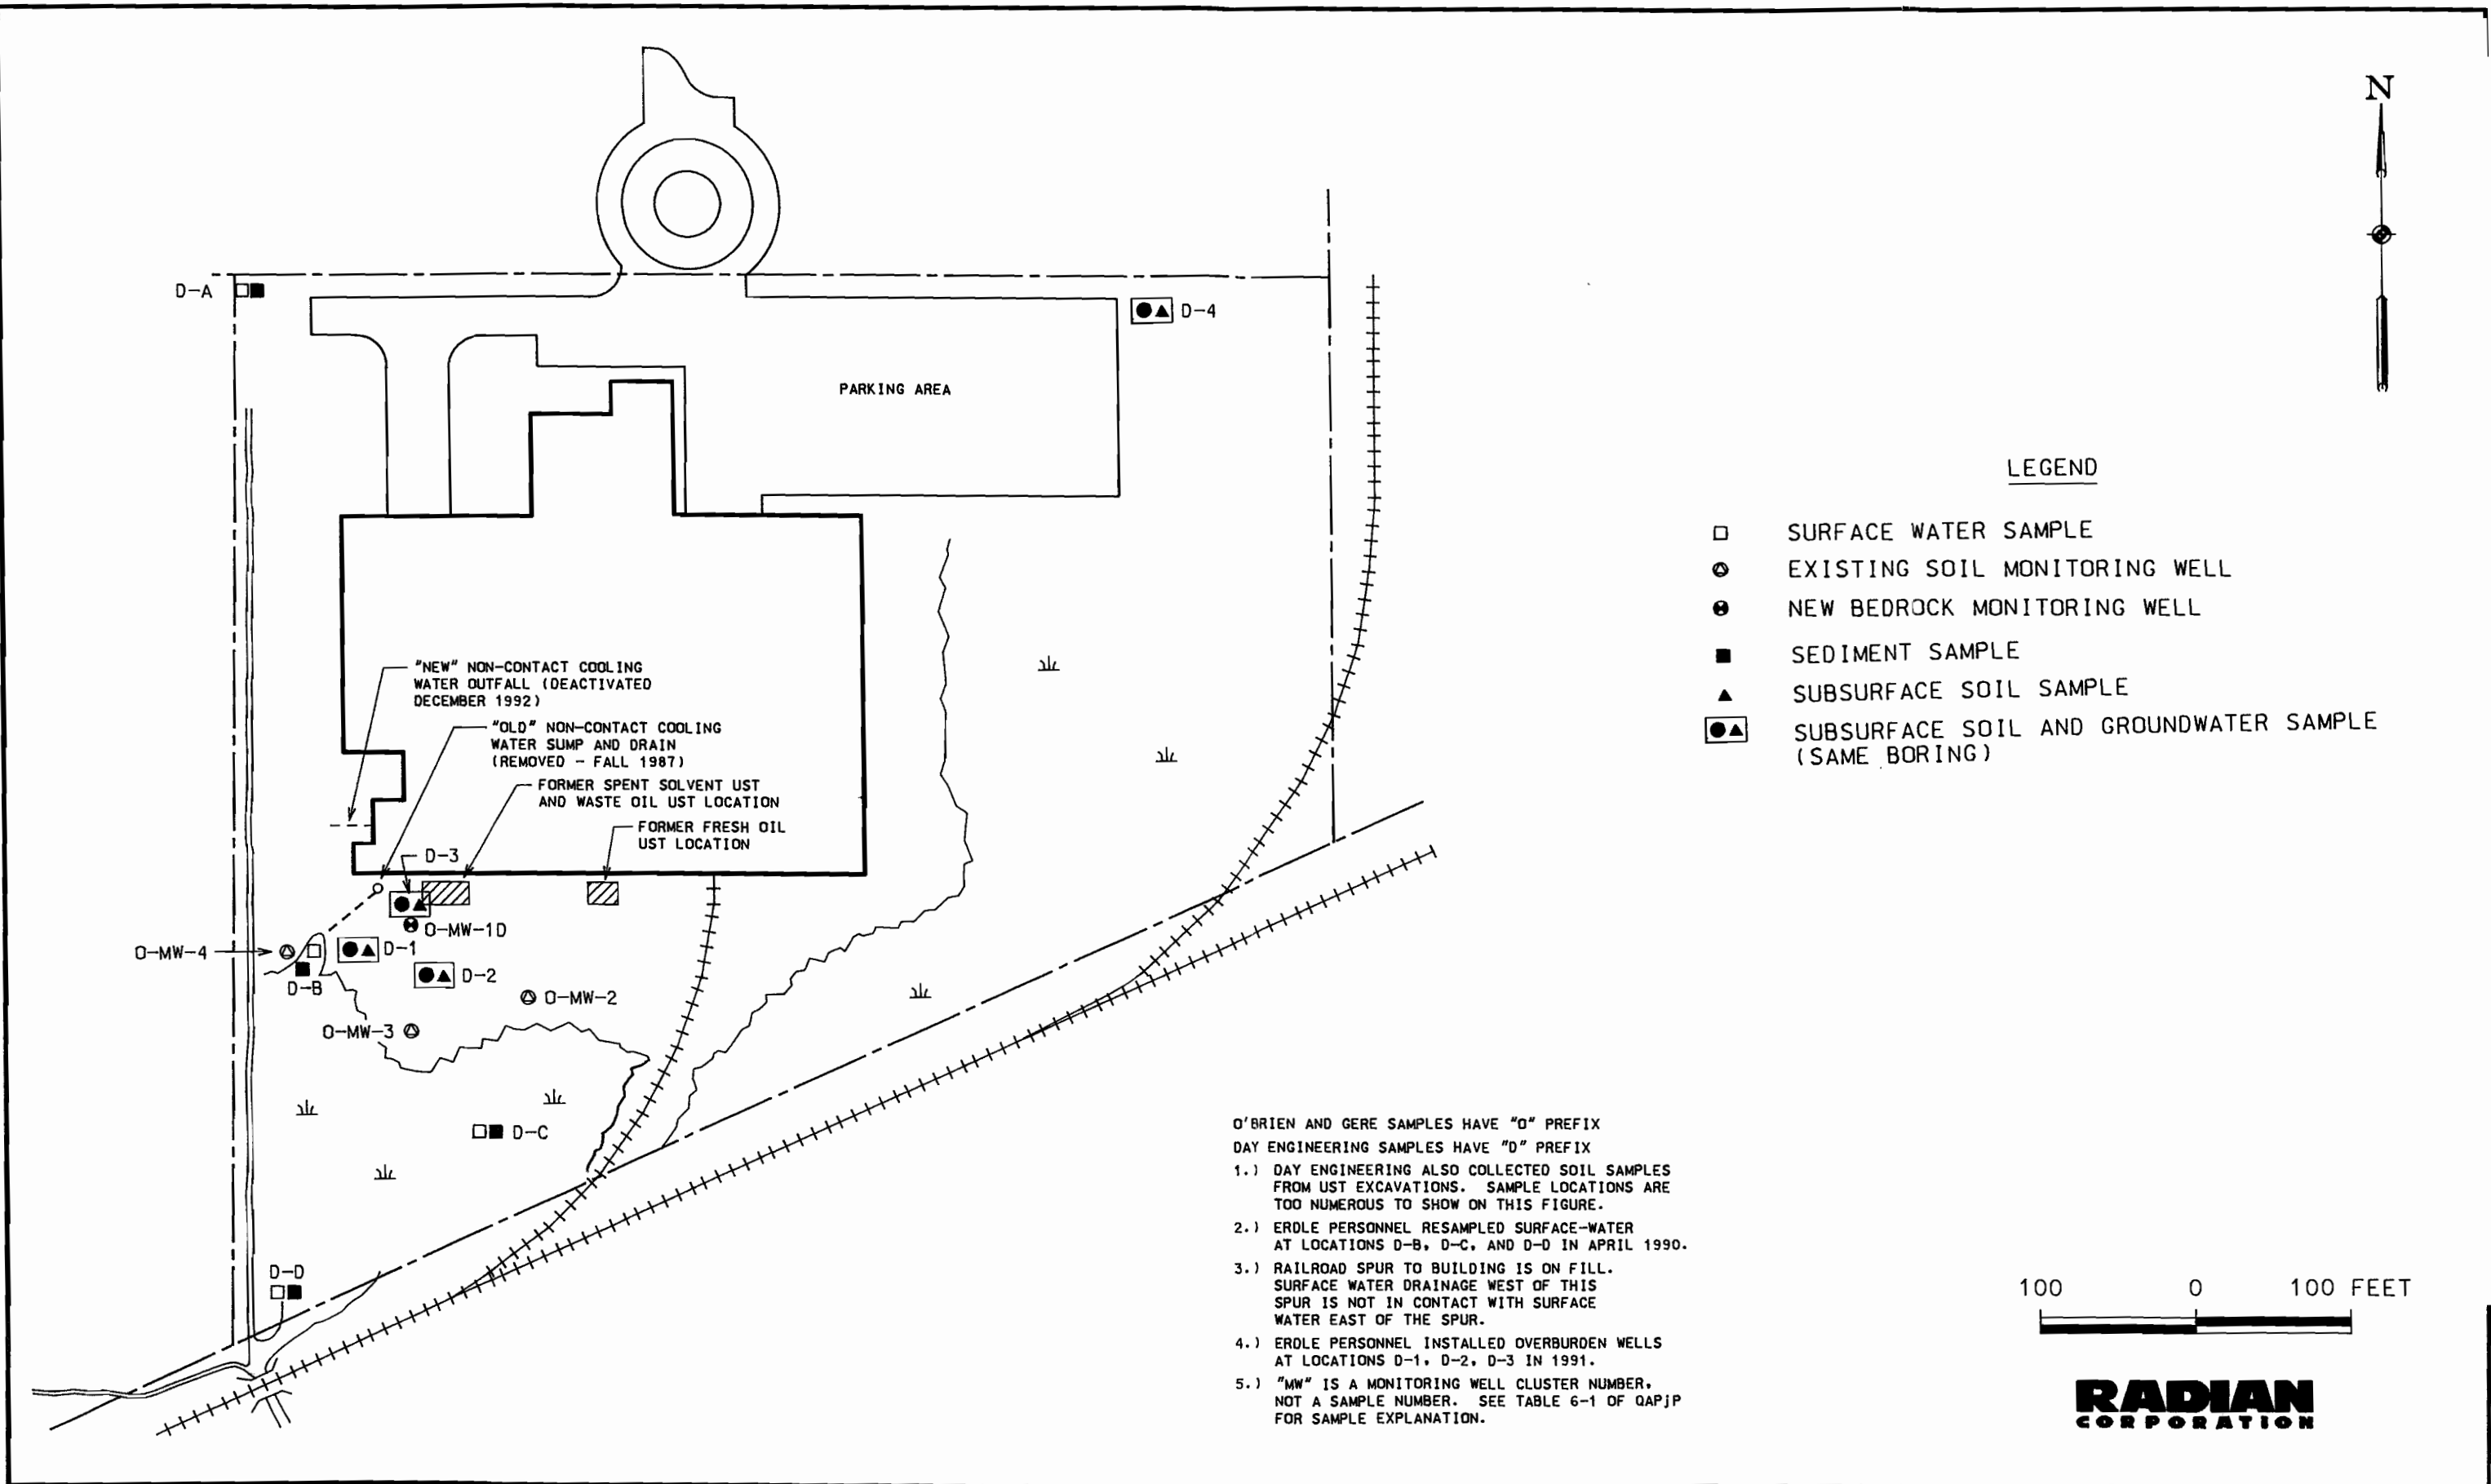 N
D-A
D-4
PARKING AREA
LEGEND
SURFACE WATER SAMPLE
EXISTING SOIL MONITORING WELL
NEW BEDROCK MONITORING WELL
SEDIMENT SAMPLE
SUBSURFACE SOIL SAMPLE
SUBSURFACE SOIL AND GROUNDWATER SAMPLE
(SAME BORING)
"NEW" NON-CONTACT COOLING
WATER OUTFALL (DEACTIVATED
DECEMBER 1992)
"OLD" NON-CONTACT COOLING
WATER SUMP AND DRAIN
(REMOVED - FALL 1987)
FORMER SPENT SOLVENT UST
AND WASTE OIL UST LOCATION
FORMER FRESH OIL
UST LOCATION
D-3
O-MW-1D
O-MW-4
D-1
D-B
D-2
O-MW-2
O-MW-3
D-C
D-D
O'BRIEN AND GERE SAMPLES HAVE "O" PREFIX
DAY ENGINEERING SAMPLES HAVE "D" PREFIX
1.) DAY ENGINEERING ALSO COLLECTED SOIL SAMPLES
FROM UST EXCAVATIONS. SAMPLE LOCATIONS ARE
TOO NUMEROUS TO SHOW ON THIS FIGURE.
2.) ERDLE PERSONNEL RESAMPLED SURFACE-WATER
AT LOCATIONS D-B, D-C, AND D-D IN APRIL 1990.
3.) RAILROAD SPUR TO BUILDING IS ON FILL.
SURFACE WATER DRAINAGE WEST OF THIS
SPUR IS NOT IN CONTACT WITH SURFACE
WATER EAST OF THE SPUR.
4.) ERDLE PERSONNEL INSTALLED OVERBURDEN WELLS
AT LOCATIONS D-1, D-2, D-3 IN 1991.
5.) "MW" IS A MONITORING WELL CLUSTER NUMBER,
NOT A SAMPLE NUMBER. SEE TABLE 6-1 OF QAPjP
FOR SAMPLE EXPLANATION.
100 0 100 FEET
RADIAN
CORPORATION